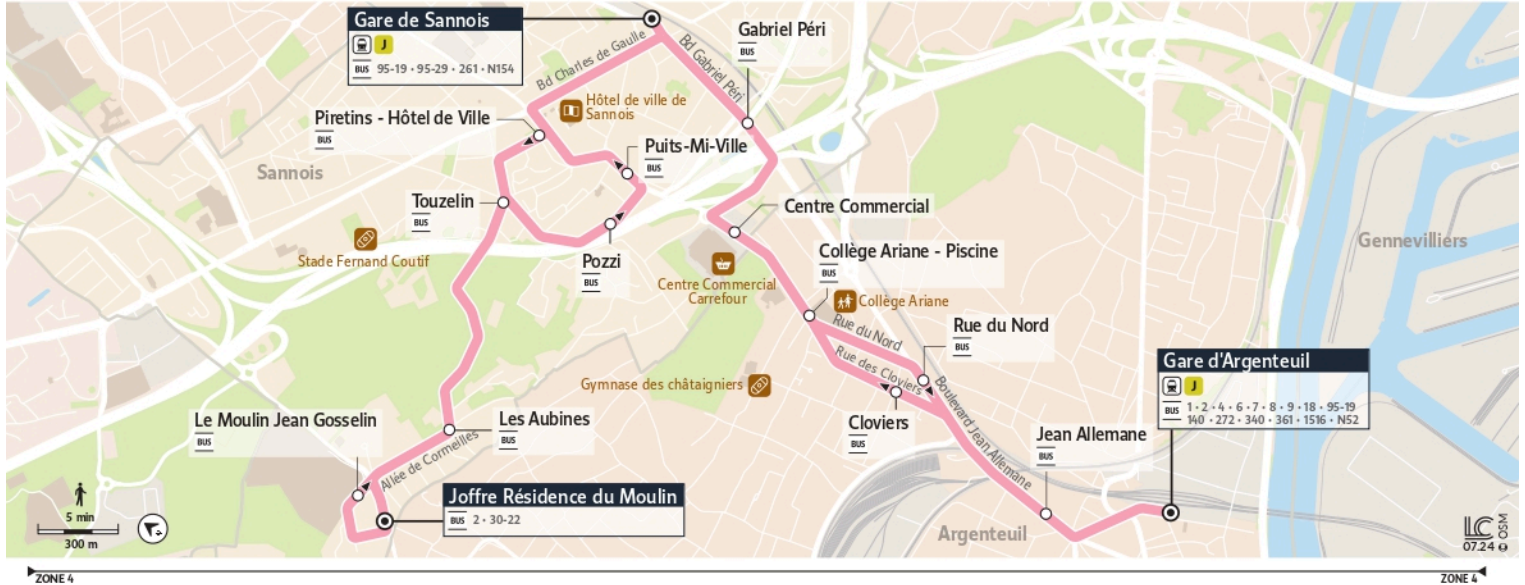 Gare de Sannois
J
BUS 95-19 • 95-29 • 261 • N154
Bd Charles de Gaulle
Bd Gabriel Péri
Gabriel Péri
BUS
Hôtel de ville de
Sannois
Piretins - Hôtel de Ville
BUS
Puits-Mi-Ville
BUS
Sannois
Touzelin
BUS
Centre Commercial
Stade Fernand Coutif
Pozzi
BUS
Collège Ariane - Piscine
BUS
Gennevilliers
Centre Commercial
Carrefour
Collège Ariane
Rue du Nord
Rue du Nord
BUS
Rue des Cloviers
Gare d'Argenteuil
J
BUS 1 • 2 • 4 • 6 • 7 • 8 • 9 • 18 • 95-19
140 • 272 • 340 • 361 • 1516 • N52
Gymnase des châtaigniers
Boulevard Jean Allemane
Le Moulin Jean Gosselin
BUS
Les Aubines
BUS
Cloviers
BUS
Jean Allemane
BUS
Allée de Cormeilles
Joffre Résidence du Moulin
BUS 2 • 30-22
5 min
300 m
Argenteuil
LC
07.24 © OSM
ZONE 4
ZONE 4